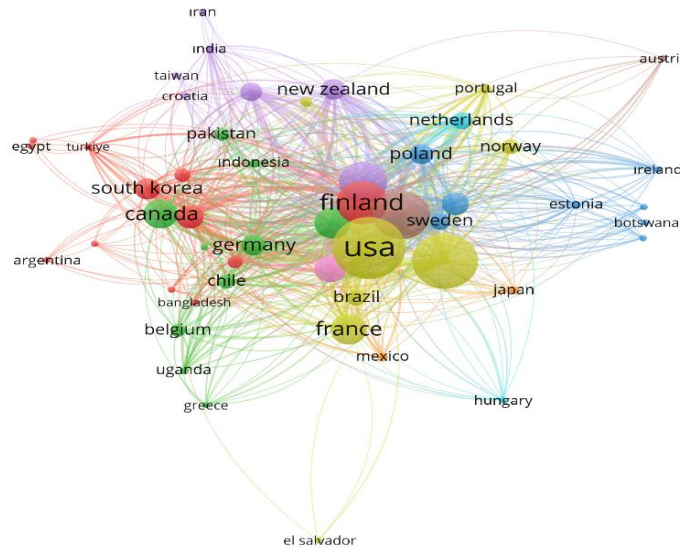 iran
india
taiwan
croatia
new zealand
portugal
austri
netherlands
pakistan
egypt
turkiye
indonesia
poland
norway
ireland
south korea
finland
estonia
canada
sweden
botswana
germany
usa
argentina
chile
bangladesh
brazil
japan
belgium
france
mexico
uganda
greece
hungary
el salvador